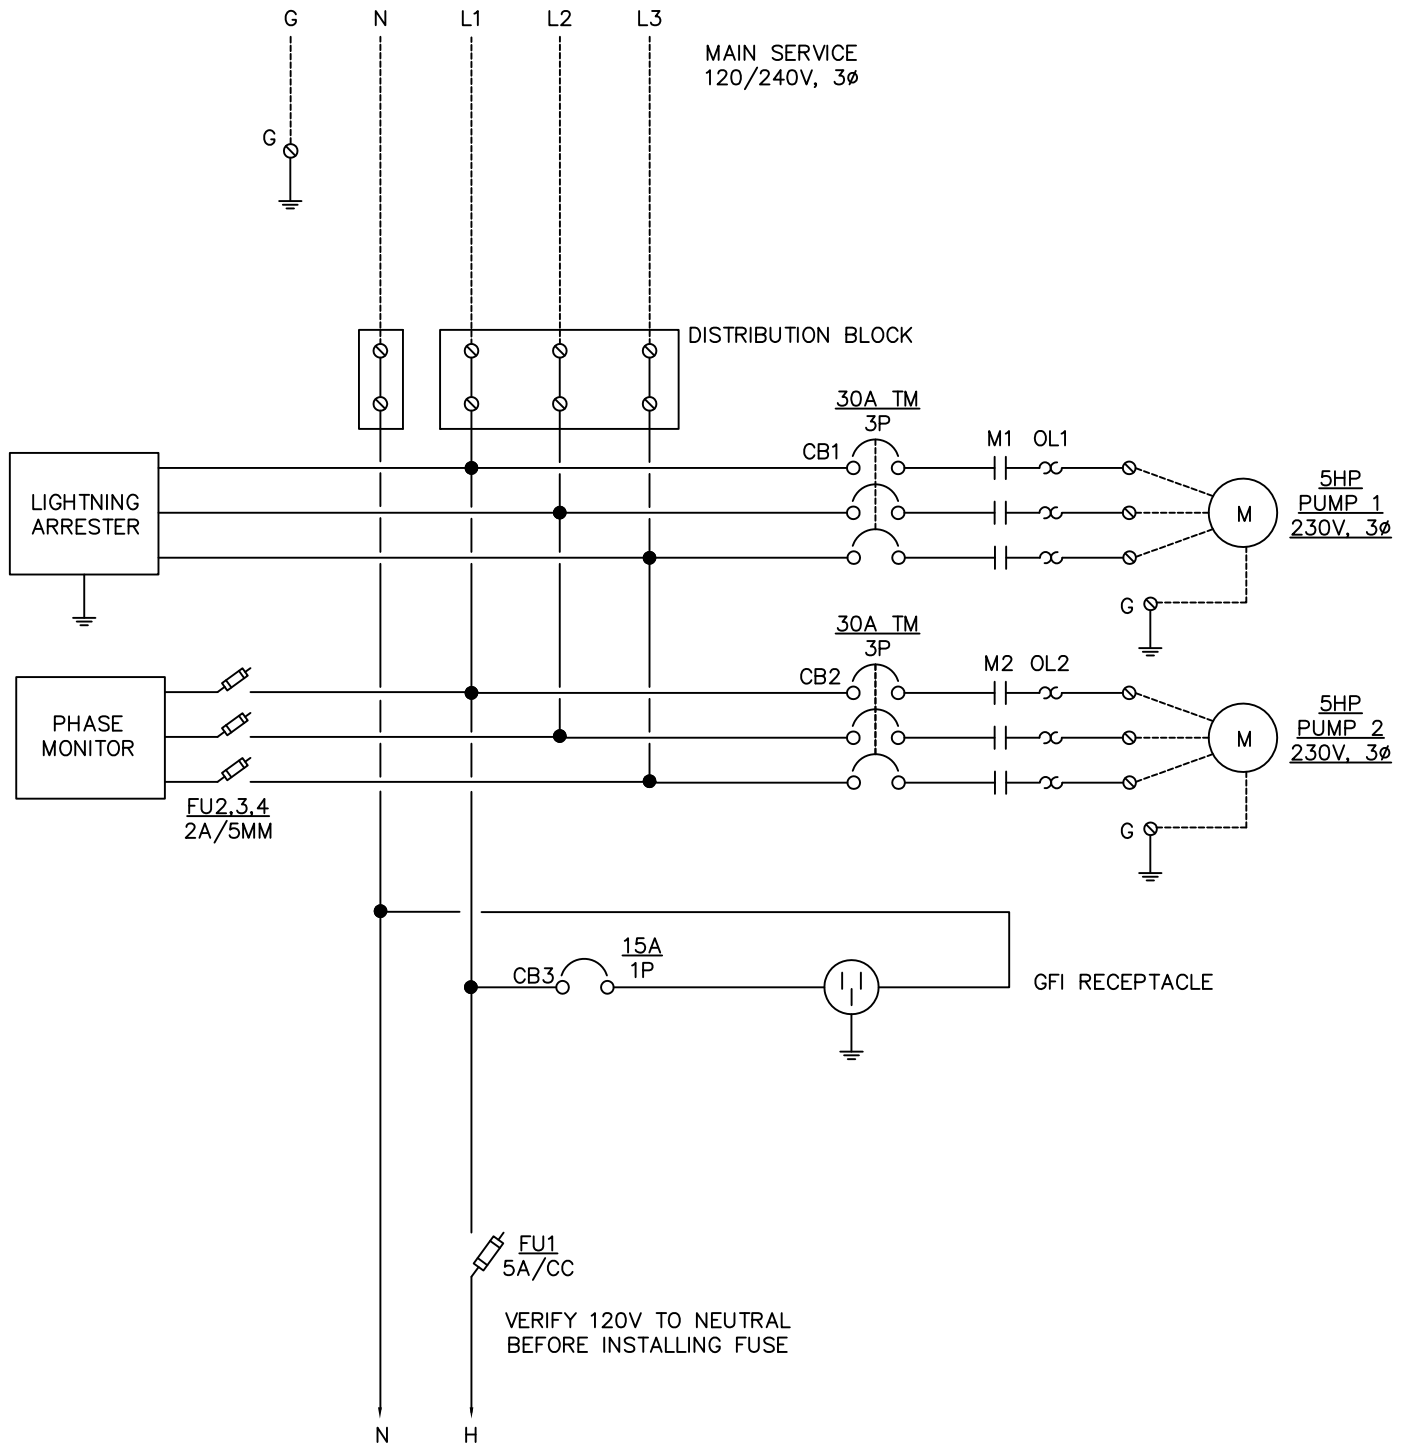 G
N
L1
L2
L3
MAIN SERVICE
120/240V, 3ø
G
DISTRIBUTION BLOCK
30A TM
3P
CB1
M1
OL1
LIGHTNING
ARRESTER
M
5HP
PUMP 1
230V, 3ø
G
30A TM
3P
CB2
M2
OL2
PHASE
MONITOR
M
5HP
PUMP 2
230V, 3ø
FU2,3,4
2A/5MM
G
15A
1P
CB3
GFI RECEPTACLE
FU1
5A/CC
VERIFY 120V TO NEUTRAL
BEFORE INSTALLING FUSE
N
H